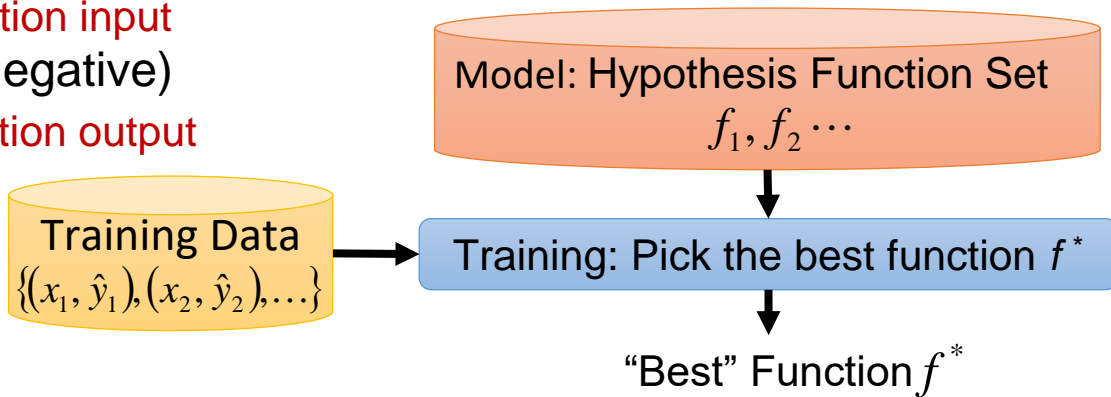 tion input
egative)
tion output
Model: Hypothesis Function Set
f₁, f₂ ⋯
Training Data
{(x₁, ŷ₁), (x₂, ŷ₂), …}
Training: Pick the best function f*
“Best” Function f*